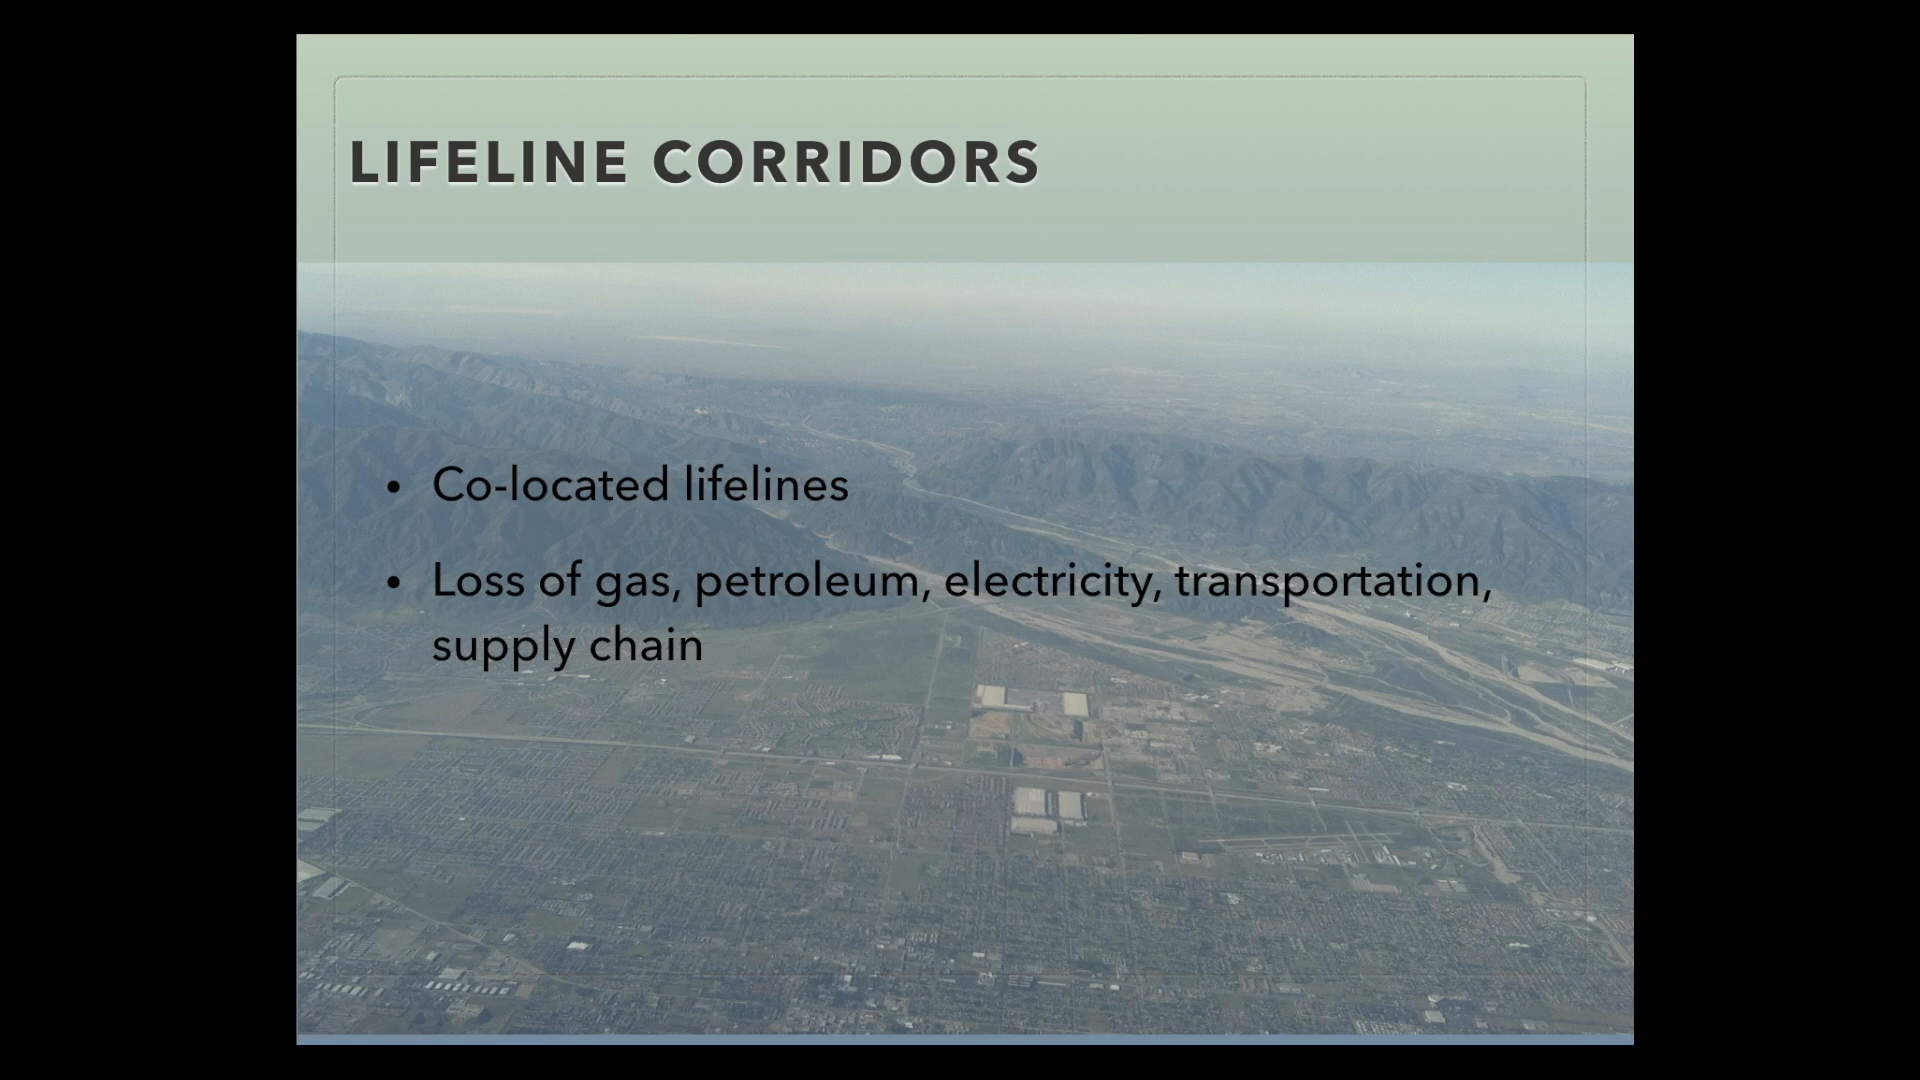 LIFELINE CORRIDORS
• Co-located lifelines
• Loss of gas, petroleum, electricity, transportation,
supply chain